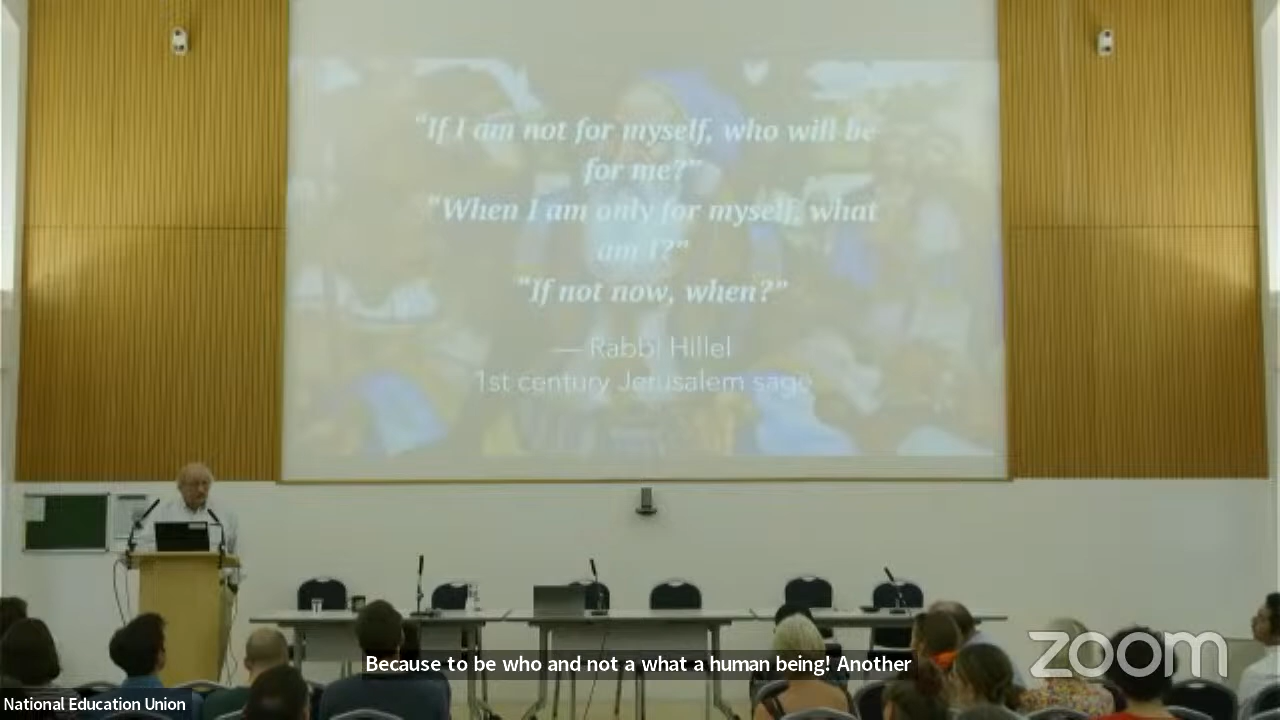 “If I am not for myself, who will be
for me?”
“When I am only for myself, what
am I?”
“If not now, when?”
— Rabbi Hillel
1st century Jerusalem sage
zoom
Because to be who and not a what a human being! Another
National Education Union